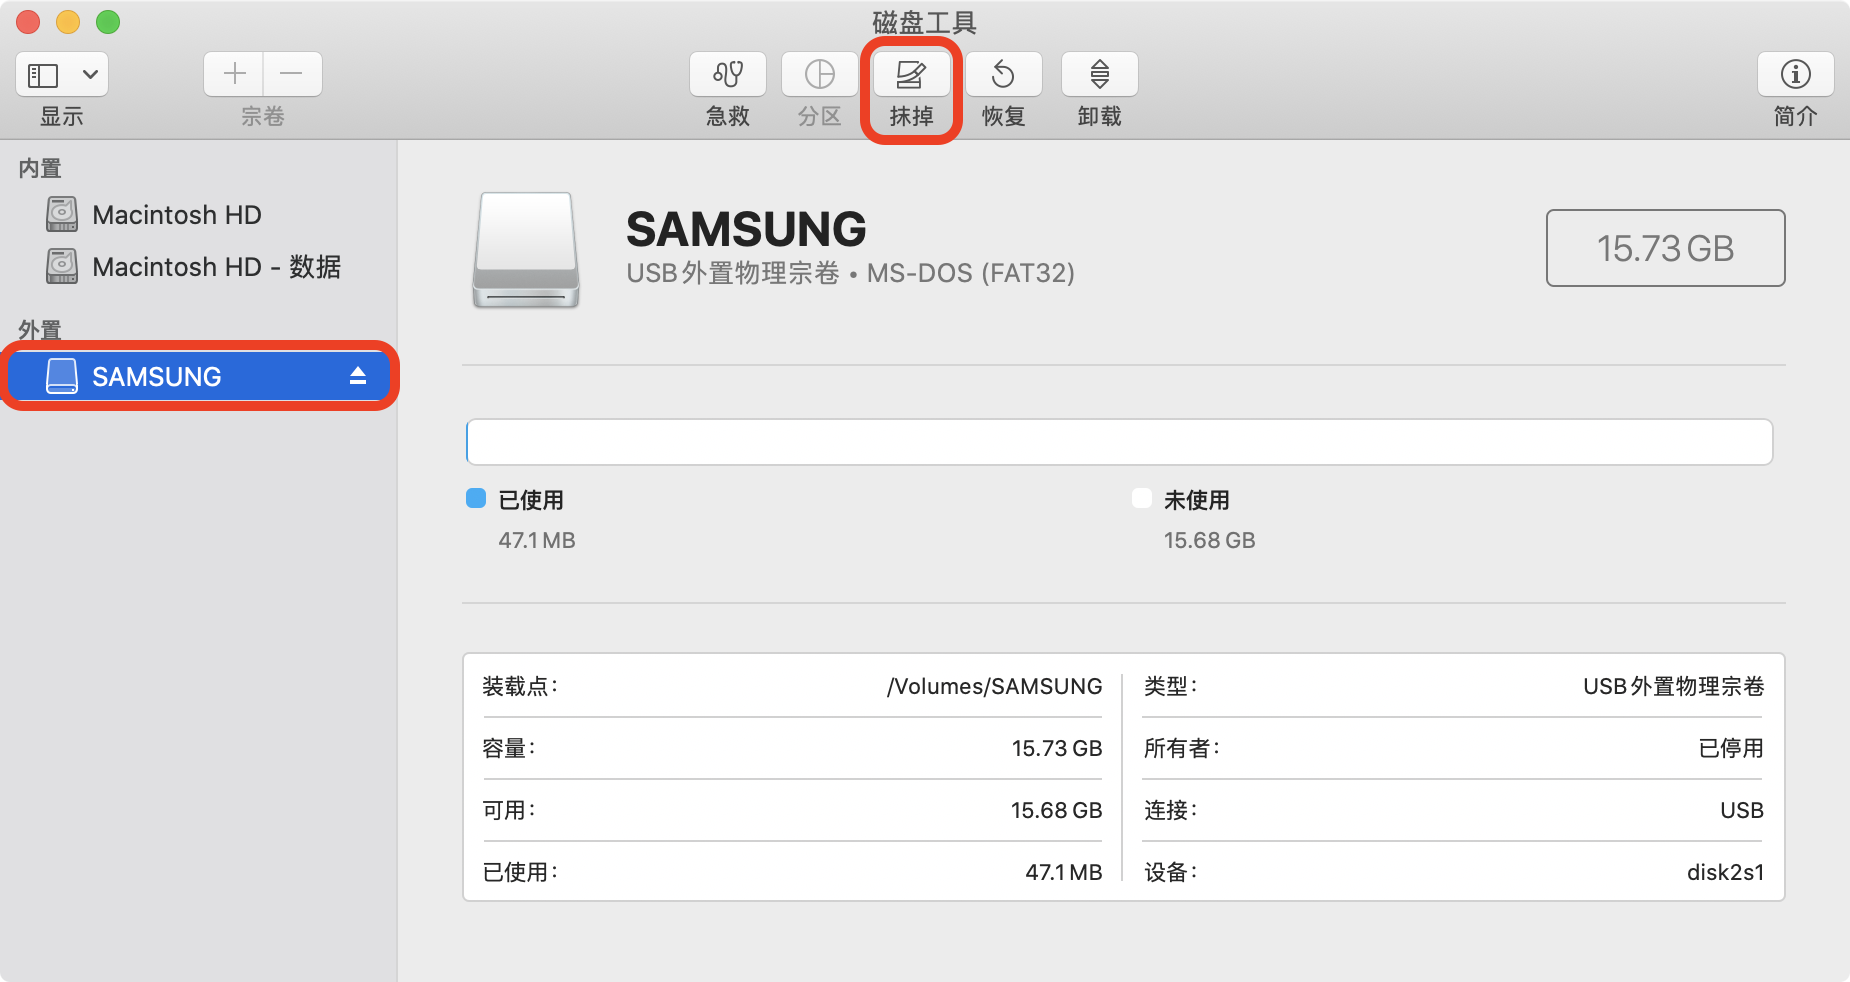 磁盘工具
显示
宗卷
急救
分区
抹掉
恢复
卸载
简介
内置
Macintosh HD
Macintosh HD - 数据
外置
SAMSUNG
SAMSUNG
USB外置物理宗卷 • MS-DOS (FAT32)
15.73 GB
已使用
47.1 MB
未使用
15.68 GB
装载点: /Volumes/SAMSUNG
类型: USB外置物理宗卷
容量: 15.73 GB
所有者: 已停用
可用: 15.68 GB
连接: USB
已使用: 47.1 MB
设备: disk2s1